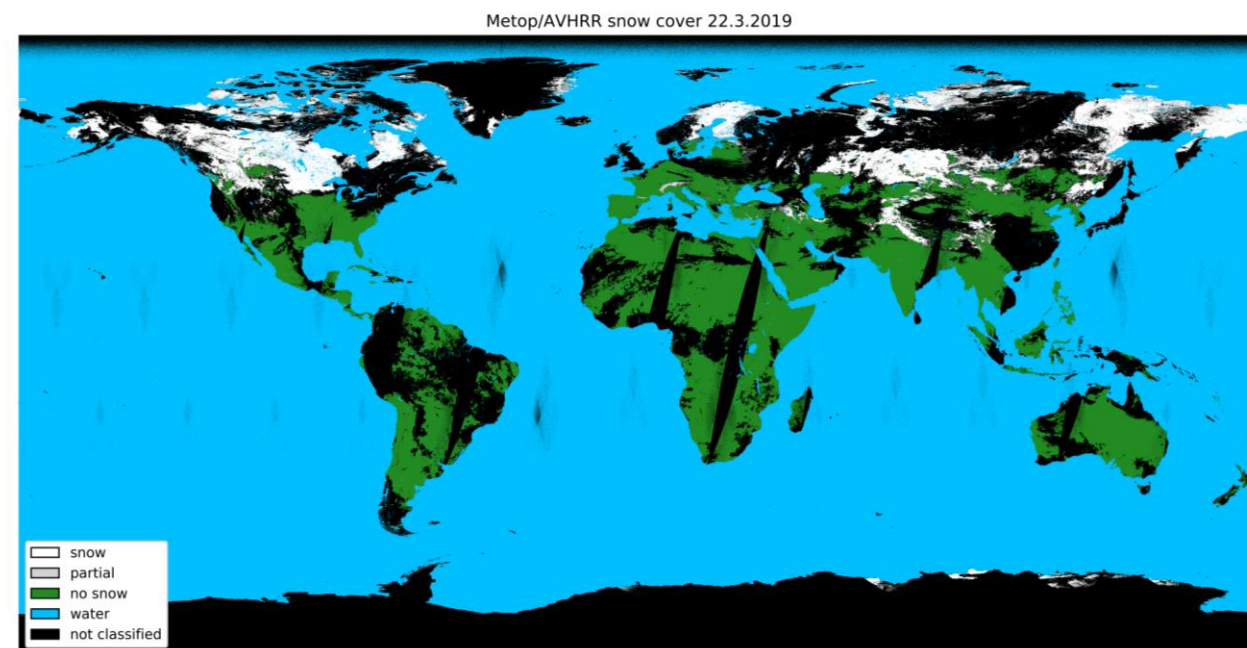 Metop/AVHRR snow cover 22.3.2019
snow
partial
no snow
water
not classified